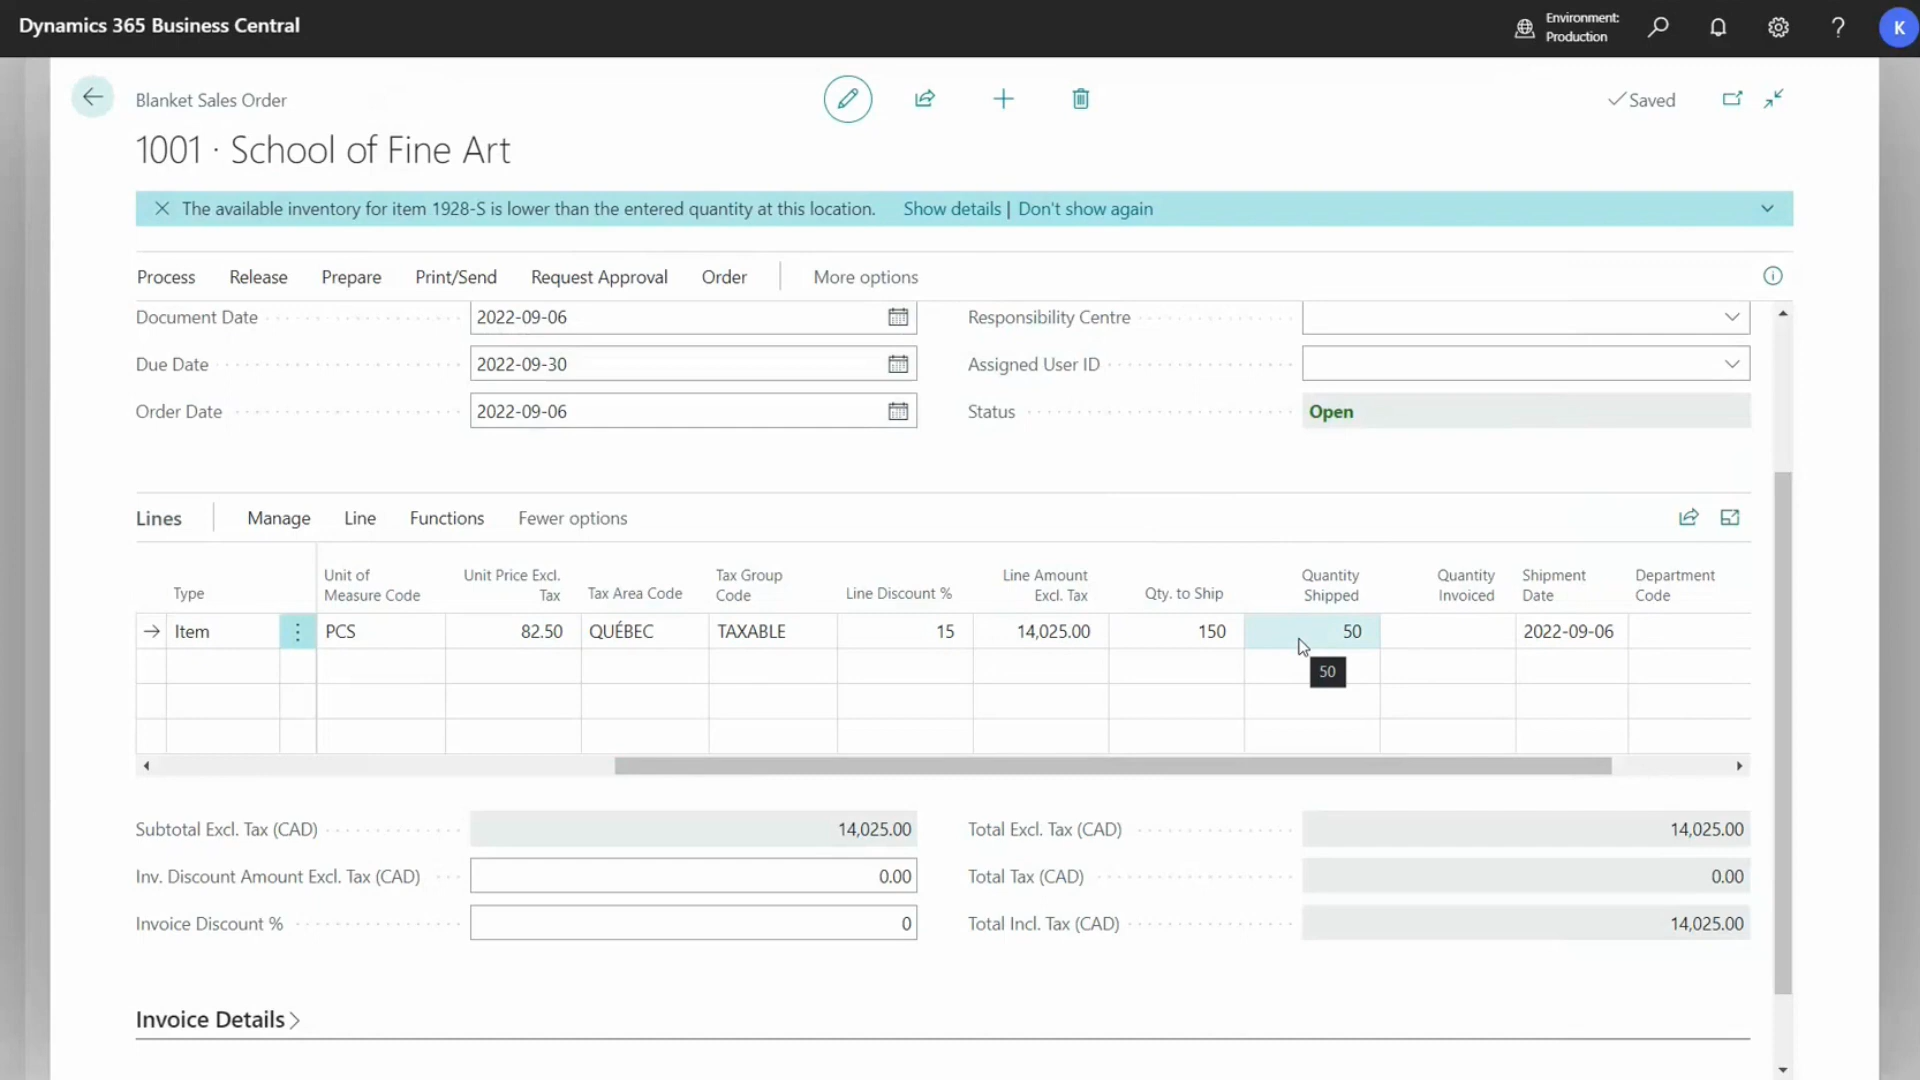 Dynamics 365 Business Central
Environment:
Production
K
Blanket Sales Order
Saved
1001 · School of Fine Art
The available inventory for item 1928-S is lower than the entered quantity at this location. Show details | Don't show again
Process Release Prepare Print/Send Request Approval Order More options
Document Date 2022-09-06 Responsibility Centre
Due Date 2022-09-30 Assigned User ID
Order Date 2022-09-06 Status Open
Lines Manage Line Functions Fewer options
Type
Unit of
Measure Code
Unit Price Excl.
Tax
Tax Area Code
Tax Group
Code
Line Discount %
Line Amount
Excl. Tax
Qty. to Ship
Quantity
Shipped
Quantity
Invoiced
Shipment
Date
Department
Code
Item PCS 82.50 QUÉBEC TAXABLE 15 14,025.00 150 50 2022-09-06
50
Subtotal Excl. Tax (CAD) 14,025.00 Total Excl. Tax (CAD) 14,025.00
Inv. Discount Amount Excl. Tax (CAD) 0.00 Total Tax (CAD) 0.00
Invoice Discount % 0 Total Incl. Tax (CAD) 14,025.00
Invoice Details